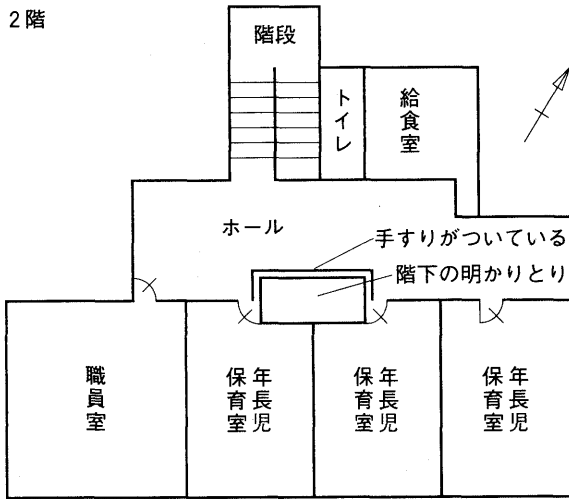 2階
階段
トイレ
給食室
ホール
手すりがついている
階下の明かりとり
職員室
年長児
保育室
年長児
保育室
年長児
保育室